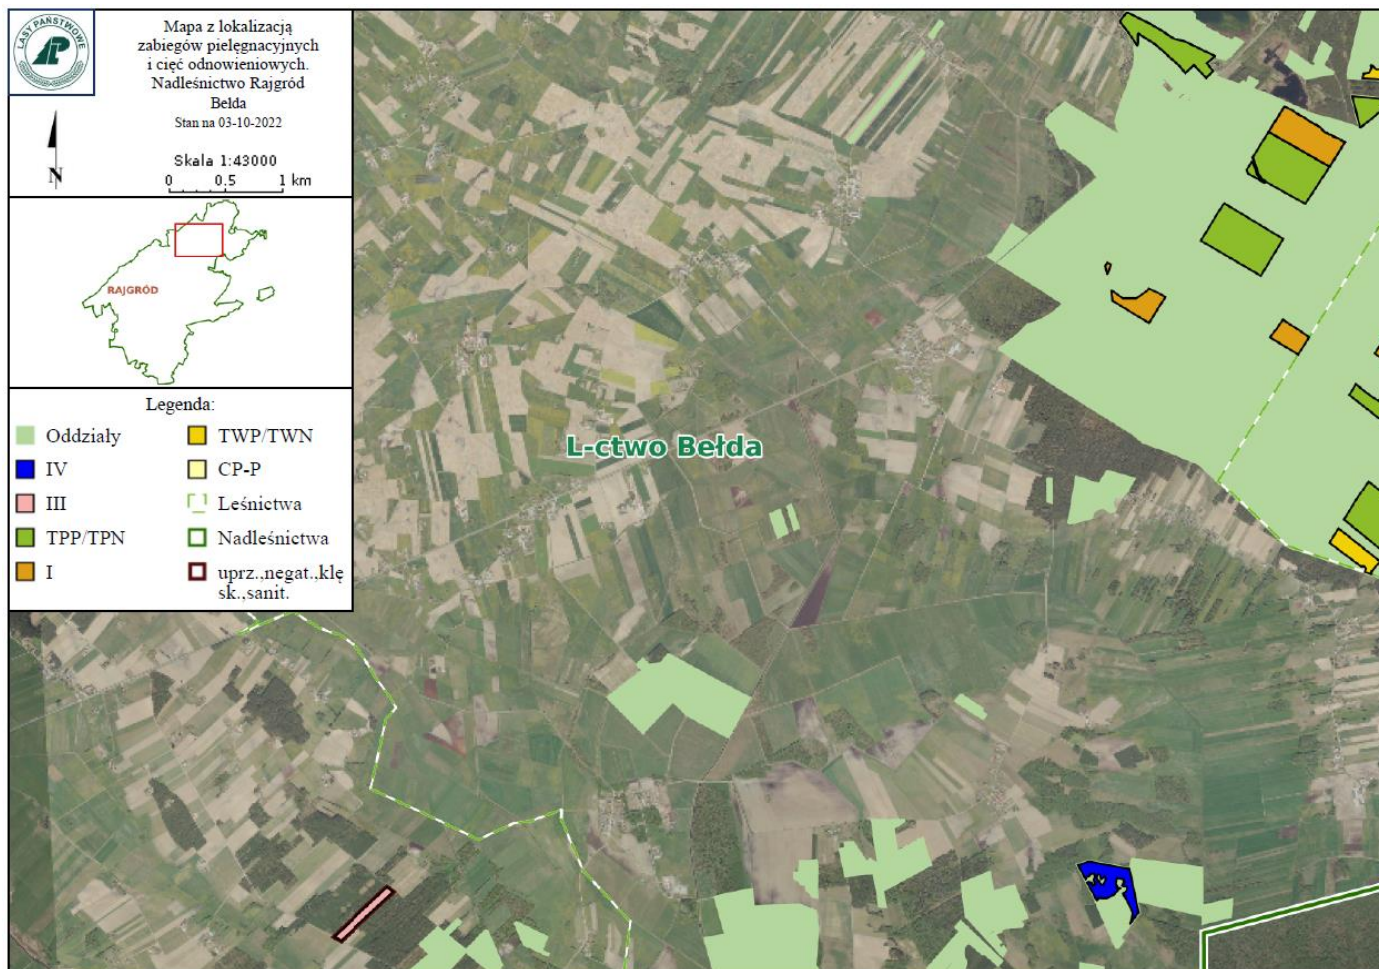 LASY PAŃSTWOWE
Mapa z lokalizacją
zabiegów pielęgnacyjnych
i cięć odnowieniowych.
Nadleśnictwo Rajgród
Bełda
Stan na 03-10-2022
N
Skala 1:43000
0 0.5 1 km
RAJGRÓD
Legenda:
Oddziały
IV
III
TPP/TPN
I
TWP/TWN
CP-P
Leśnictwa
Nadleśnictwa
uprz.,negat.,klę
sk.,sanit.
L-ctwo Bełda